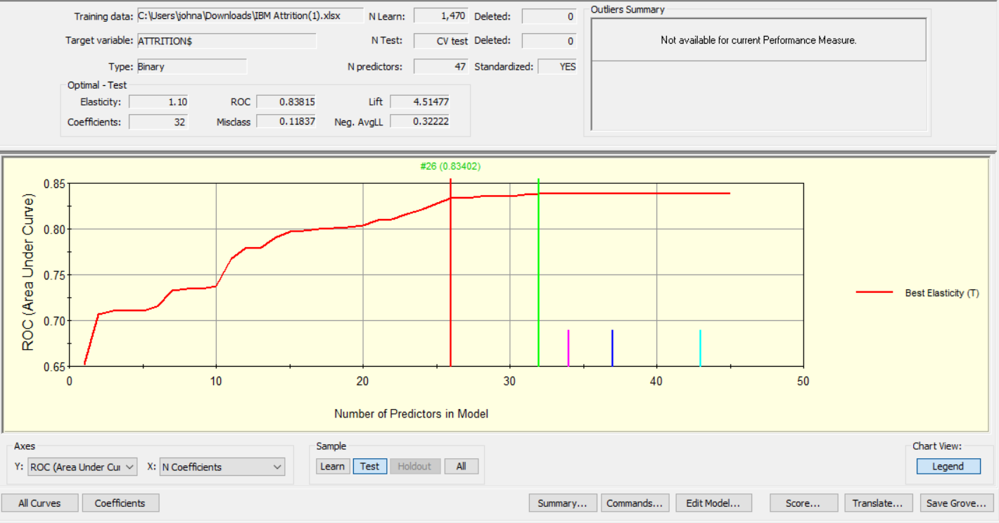 Training data: C:\Users\johna\Downloads\IBM Attrition(1).xlsx N Learn: 1,470 Deleted: 0
Target variable: ATTRITION$ N Test: CV test Deleted: 0
Type: Binary N predictors: 47 Standardized: YES
Optimal - Test
Elasticity: 1.10 ROC 0.83815 Lift 4.51477
Coefficients: 32 Misclass 0.11837 Neg. AvgLL 0.32222
Outliers Summary
Not available for current Performance Measure.
#26 (0.83402)
ROC (Area Under Curve)
0.85
0.80
0.75
0.70
0.65
0 10 20 30 40 50
Number of Predictors in Model
Best Elasticity (T)
Axes
Y: ROC (Area Under Cur X: N Coefficients
Sample
Learn Test Holdout All
Chart View:
Legend
All Curves Coefficients Summary... Commands... Edit Model... Score... Translate... Save Grove...